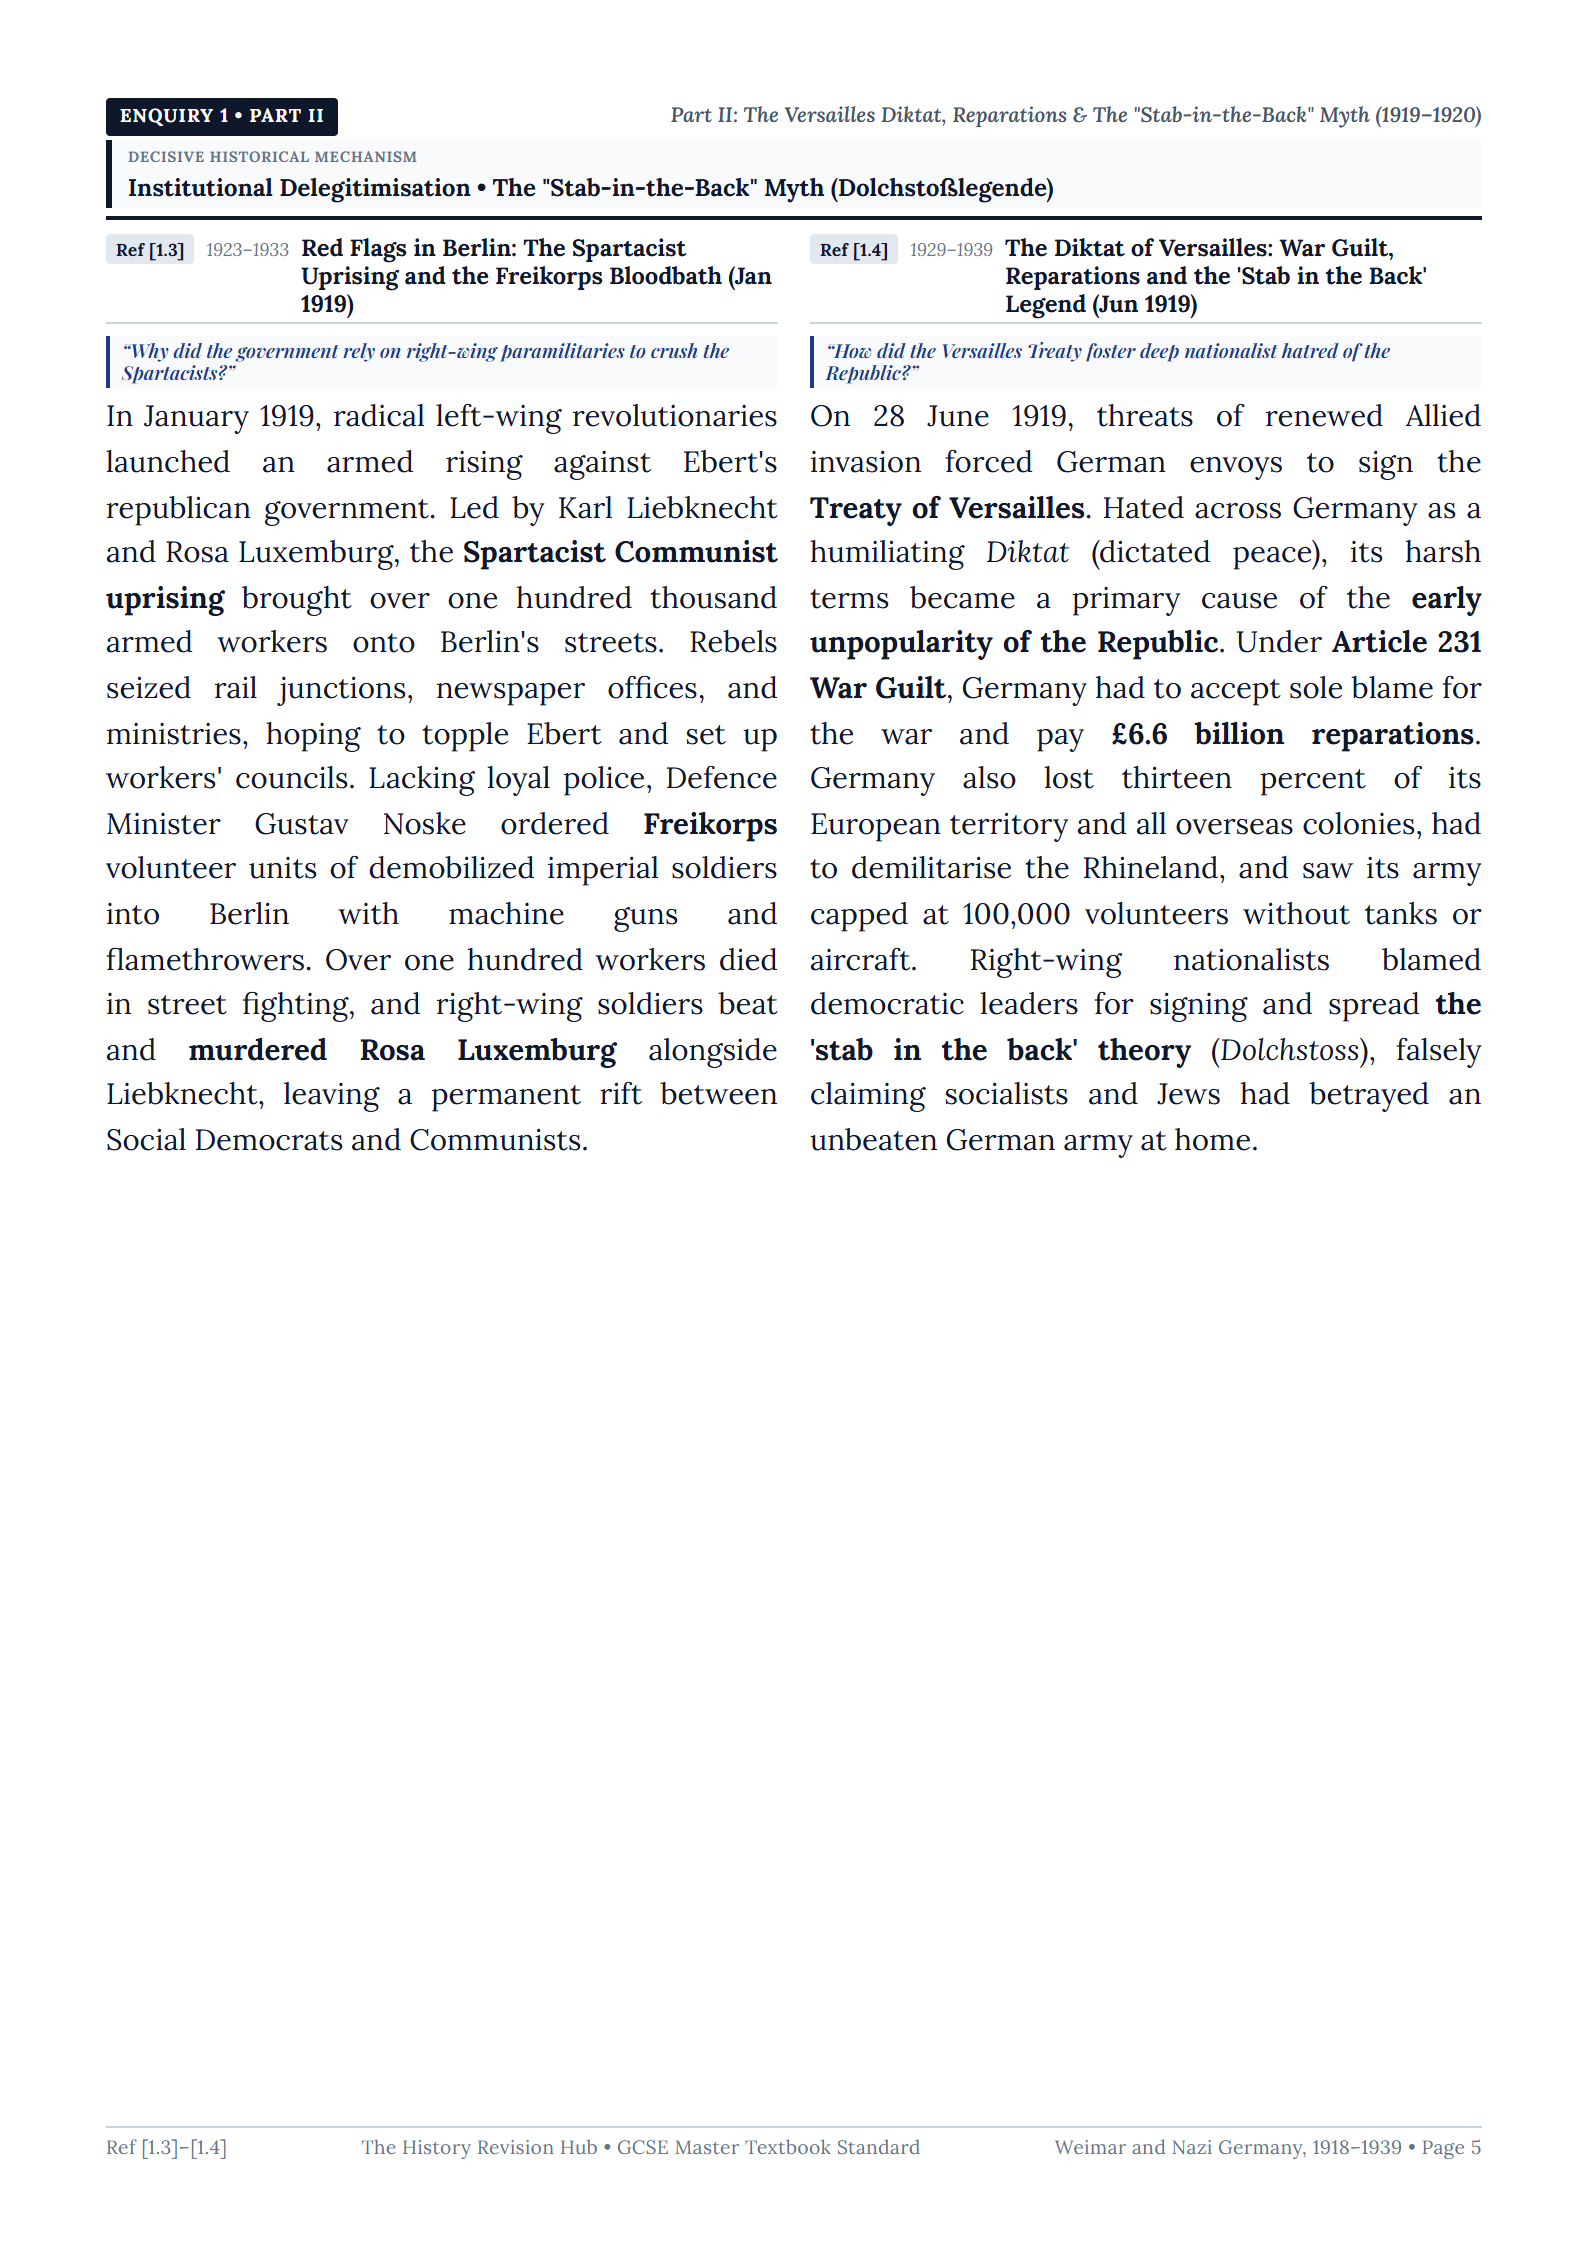 ENQUIRY 1 • PART II
Part II: The Versailles Diktat, Reparations & The "Stab-in-the-Back" Myth (1919–1920)
DECISIVE HISTORICAL MECHANISM
Institutional Delegitimisation • The "Stab-in-the-Back" Myth (Dolchstoßlegende)
Ref [1.3] 1923–1933 Red Flags in Berlin: The Spartacist
Uprising and the Freikorps Bloodbath (Jan
1919)
“Why did the government rely on right-wing paramilitaries to crush the
Spartacists?”
In January 1919, radical left-wing revolutionaries
launched an armed rising against Ebert's
republican government. Led by Karl Liebknecht
and Rosa Luxemburg, the Spartacist Communist
uprising brought over one hundred thousand
armed workers onto Berlin's streets. Rebels
seized rail junctions, newspaper offices, and
ministries, hoping to topple Ebert and set up
workers' councils. Lacking loyal police, Defence
Minister Gustav Noske ordered Freikorps
volunteer units of demobilized imperial soldiers
into Berlin with machine guns and
flamethrowers. Over one hundred workers died
in street fighting, and right-wing soldiers beat
and murdered Rosa Luxemburg alongside
Liebknecht, leaving a permanent rift between
Social Democrats and Communists.
Ref [1.4] 1929–1939 The Diktat of Versailles: War Guilt,
Reparations and the 'Stab in the Back'
Legend (Jun 1919)
“How did the Versailles Treaty foster deep nationalist hatred of the
Republic?”
On 28 June 1919, threats of renewed Allied
invasion forced German envoys to sign the
Treaty of Versailles. Hated across Germany as a
humiliating Diktat (dictated peace), its harsh
terms became a primary cause of the early
unpopularity of the Republic. Under Article 231
War Guilt, Germany had to accept sole blame for
the war and pay £6.6 billion reparations.
Germany also lost thirteen percent of its
European territory and all overseas colonies, had
to demilitarise the Rhineland, and saw its army
capped at 100,000 volunteers without tanks or
aircraft. Right-wing nationalists blamed
democratic leaders for signing and spread the
'stab in the back' theory (Dolchstoss), falsely
claiming socialists and Jews had betrayed an
unbeaten German army at home.
Ref [1.3]–[1.4]
The History Revision Hub • GCSE Master Textbook Standard
Weimar and Nazi Germany, 1918–1939 • Page 5